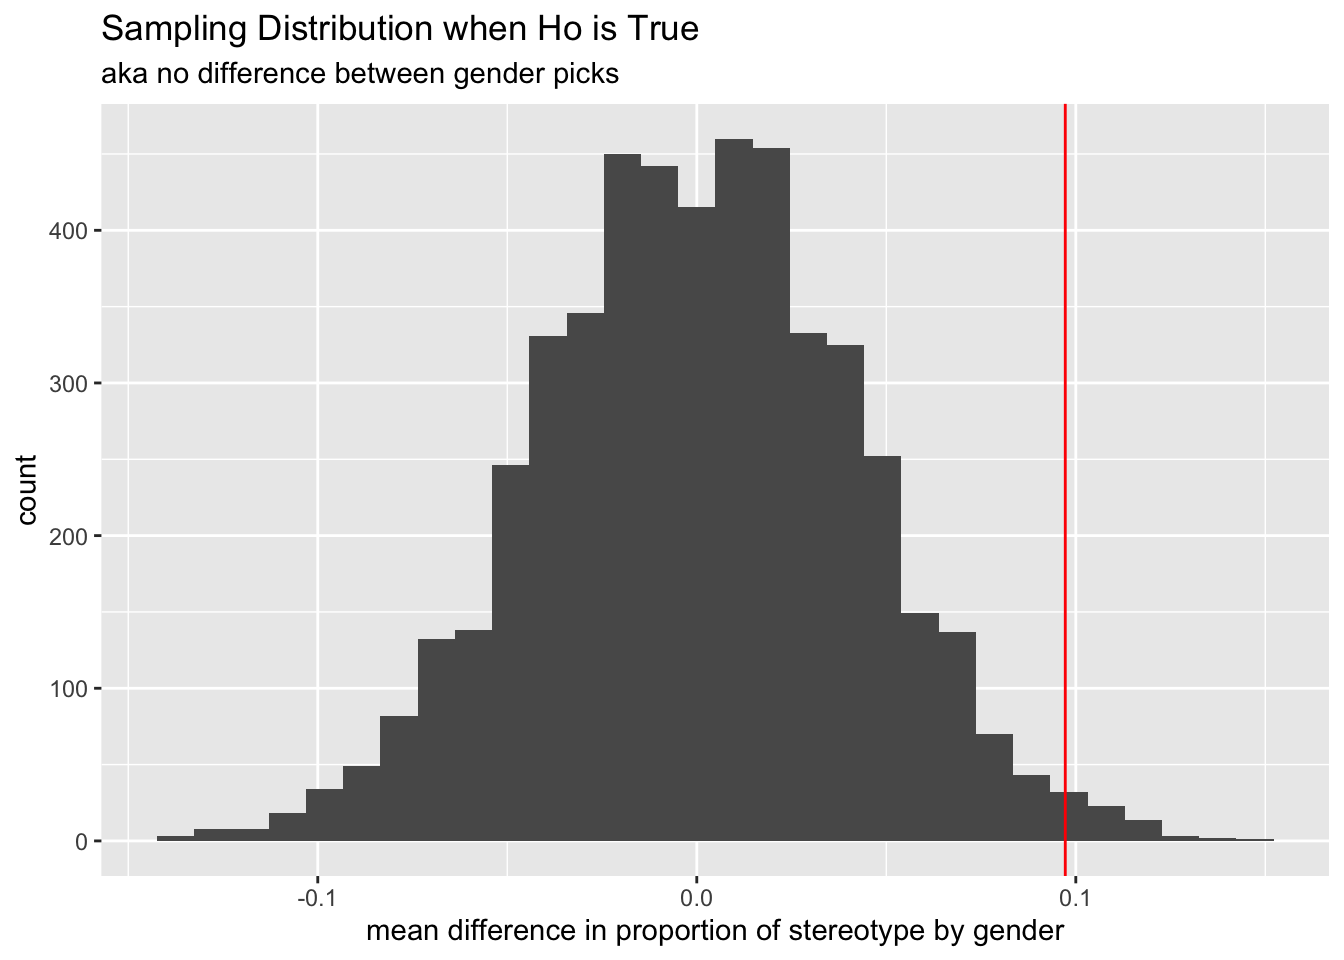 Sampling Distribution when Ho is True
aka no difference between gender picks
400
300
200
100
0
count
-0.1
0.0
0.1
mean difference in proportion of stereotype by gender